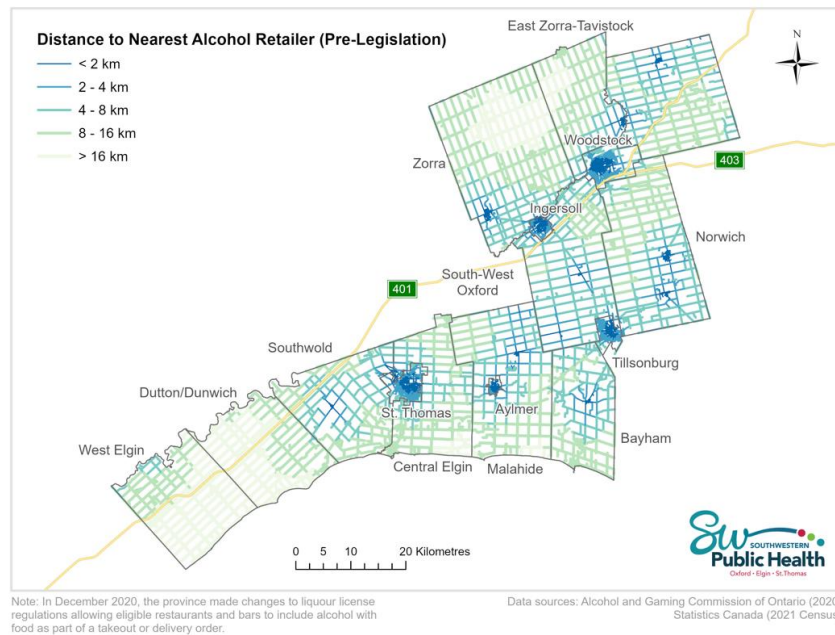 Distance to Nearest Alcohol Retailer (Pre-Legislation)
< 2 km
2 - 4 km
4 - 8 km
8 - 16 km
> 16 km
East Zorra-Tavistock
N
Woodstock
403
Zorra
Ingersoll
Norwich
South-West
Oxford
401
Southwold
Tillsonburg
Dutton/Dunwich
St. Thomas
Aylmer
Bayham
West Elgin
Central Elgin
Malahide
0 5 10 20 Kilometres
SW
SOUTHWESTERN
Public Health
Oxford • Elgin • St.Thomas
Note: In December 2020, the province made changes to liquour license
regulations allowing eligible restaurants and bars to include alcohol with
food as part of a takeout or delivery order.
Data sources: Alcohol and Gaming Commission of Ontario (2020
Statistics Canada (2021 Census